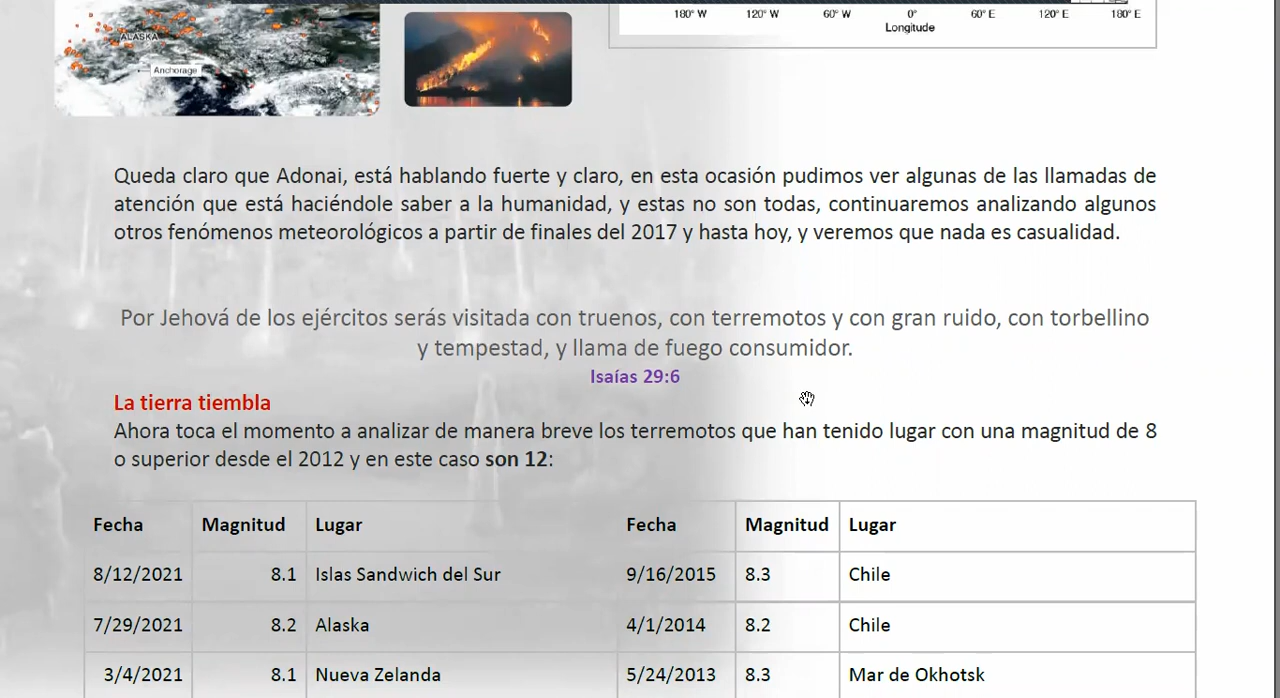 180° W 120° W 60° W 0° 60° E 120° E 180° E
Longitude
ALASKA
Anchorage
Queda claro que Adonai, está hablando fuerte y claro, en esta ocasión pudimos ver algunas de las llamadas de
atención que está haciéndole saber a la humanidad, y estas no son todas, continuaremos analizando algunos
otros fenómenos meteorológicos a partir de finales del 2017 y hasta hoy, y veremos que nada es casualidad.
Por Jehová de los ejércitos serás visitada con truenos, con terremotos y con gran ruido, con torbellino
y tempestad, y llama de fuego consumidor.
Isaías 29:6
La tierra tiembla
Ahora toca el momento a analizar de manera breve los terremotos que han tenido lugar con una magnitud de 8
o superior desde el 2012 y en este caso son 12:
Fecha Magnitud Lugar Fecha Magnitud Lugar
8/12/2021 8.1 Islas Sandwich del Sur 9/16/2015 8.3 Chile
7/29/2021 8.2 Alaska 4/1/2014 8.2 Chile
3/4/2021 8.1 Nueva Zelanda 5/24/2013 8.3 Mar de Okhotsk